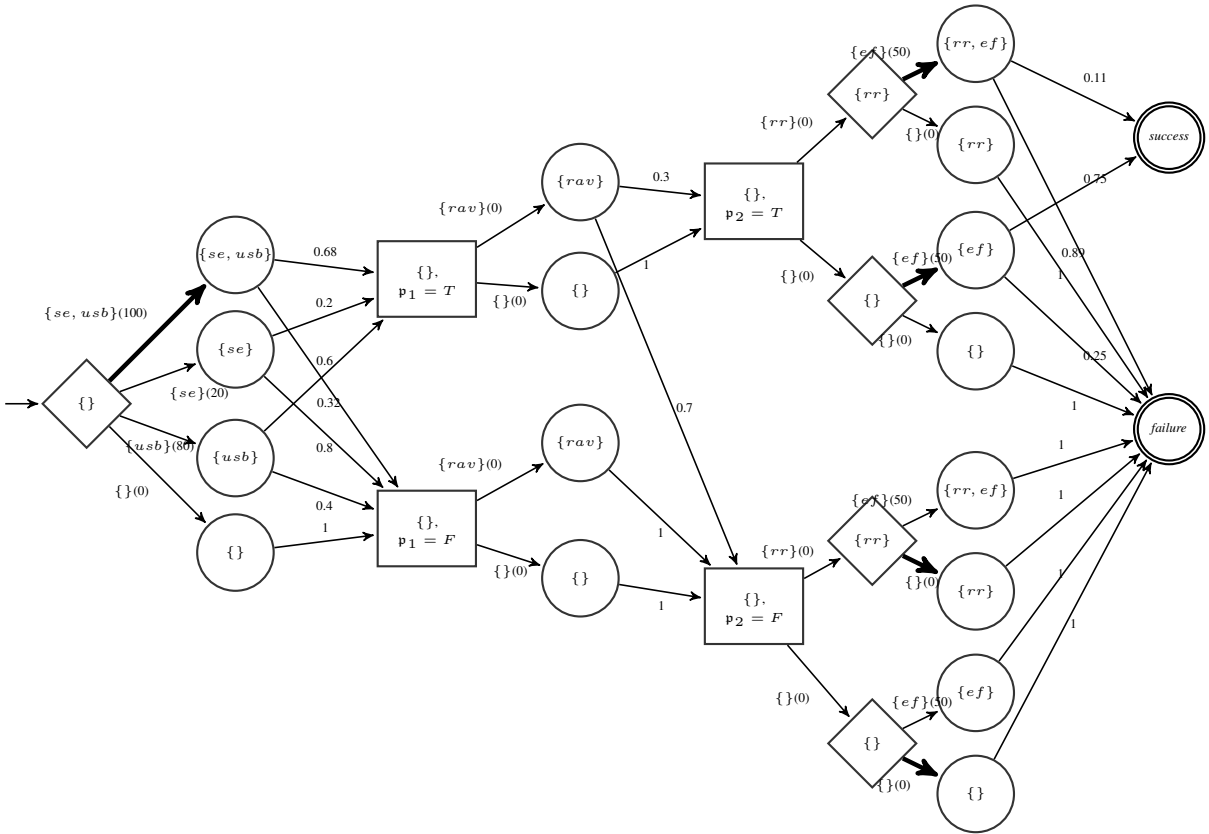 {rr, ef}
{ef}(50)
0.11
{rr}
{rr}(0)
{}(0)
success
{rr}
{rav}
0.3
0.75
{rav}(0)
{},
𝔭2 = T
{se, usb}
0.68
{},
𝔭1 = T
{ef}
{ef}(50)
0.89
1
1
{}(0)
{}
{}(0)
{}
0.2
{se, usb}(100)
{}(0)
{se}
{}
0.25
0.6
{}
{se}(20)
0.32
0.7
1
failure
{usb}(80)
0.8
{rav}
1
{usb}
{rav}(0)
{}(0)
0.4
{rr, ef}
1
{ef}(50)
{},
𝔭1 = F
1
{rr}
{}
{rr}(0)
{}(0)
{}
{}(0)
1
{rr}
1
{},
𝔭2 = F
1
{ef}
{}(0)
{ef}(50)
{}
{}(0)
{}